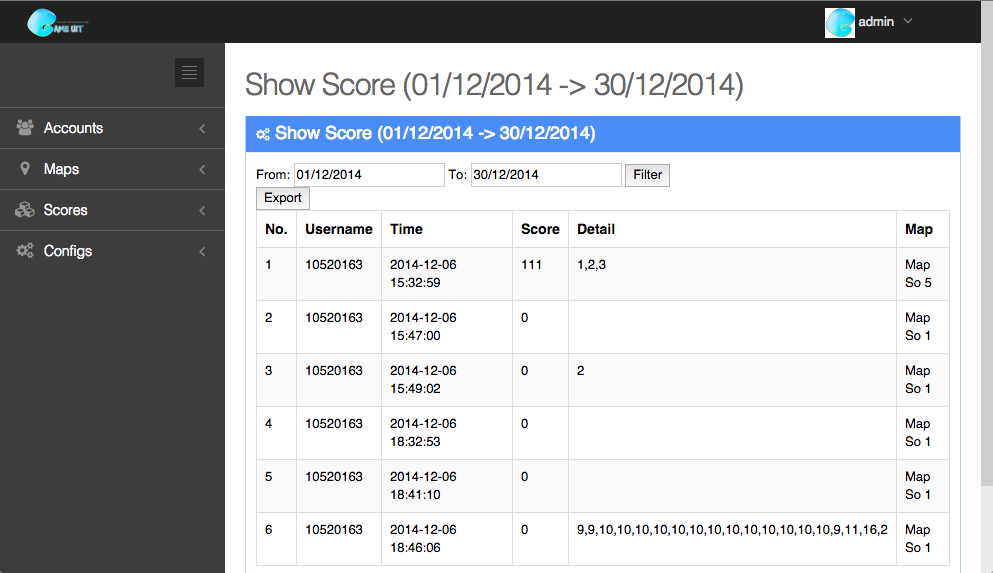 AME UIT
admin
Show Score (01/12/2014 -> 30/12/2014)
Accounts
Maps
Scores
Configs
Show Score (01/12/2014 -> 30/12/2014)
From: 01/12/2014 To: 30/12/2014 Filter
Export
No. Username Time Score Detail Map
1 10520163 2014-12-06 111 1,2,3 Map
15:32:59 So 5
2 10520163 2014-12-06 0 Map
15:47:00 So 1
3 10520163 2014-12-06 0 2 Map
15:49:02 So 1
4 10520163 2014-12-06 0 Map
18:32:53 So 1
5 10520163 2014-12-06 0 Map
18:41:10 So 1
6 10520163 2014-12-06 0 9,9,10,10,10,10,10,10,10,10,10,10,10,10,10,9,11,16,2 Map
18:46:06 So 1